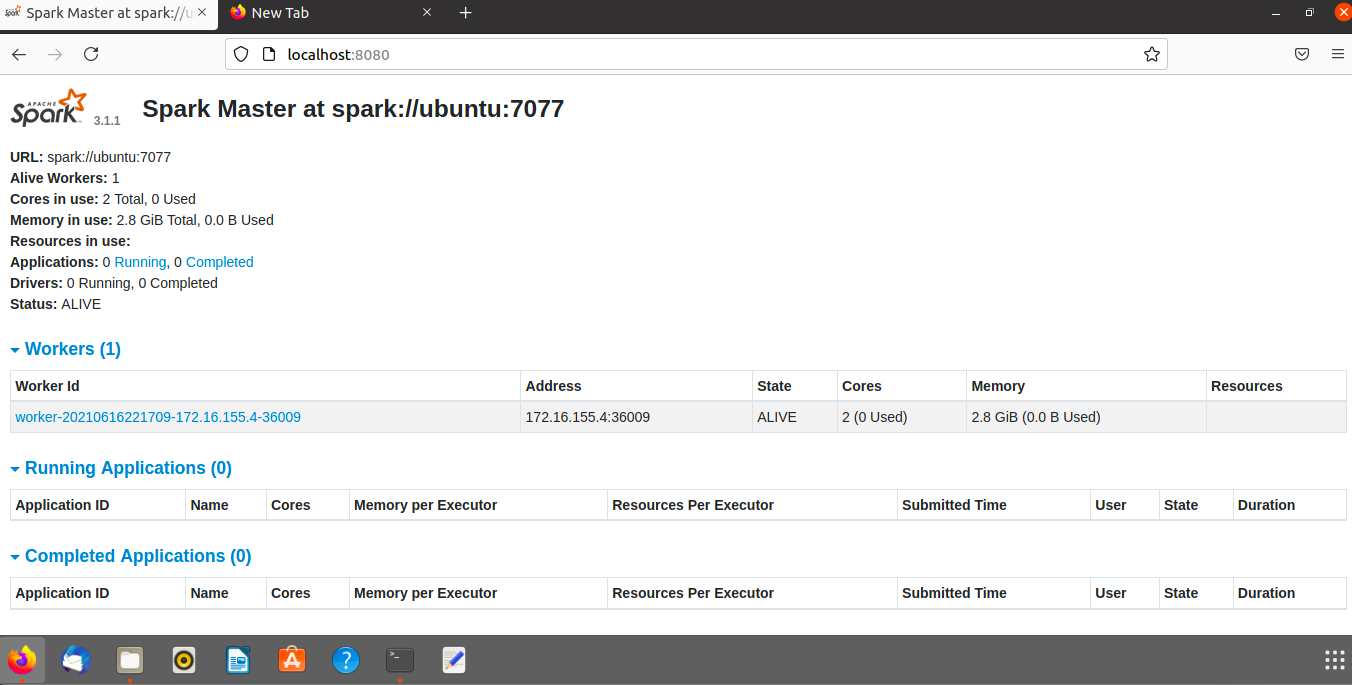 Spark Master at spark://u
New Tab
localhost:8080
APACHE
Spark 3.1.1
Spark Master at spark://ubuntu:7077
URL: spark://ubuntu:7077
Alive Workers: 1
Cores in use: 2 Total, 0 Used
Memory in use: 2.8 GiB Total, 0.0 B Used
Resources in use:
Applications: 0 Running, 0 Completed
Drivers: 0 Running, 0 Completed
Status: ALIVE
Workers (1)
Worker Id Address State Cores Memory Resources
worker-20210616221709-172.16.155.4-36009 172.16.155.4:36009 ALIVE 2 (0 Used) 2.8 GiB (0.0 B Used)
Running Applications (0)
Application ID Name Cores Memory per Executor Resources Per Executor Submitted Time User State Duration
Completed Applications (0)
Application ID Name Cores Memory per Executor Resources Per Executor Submitted Time User State Duration